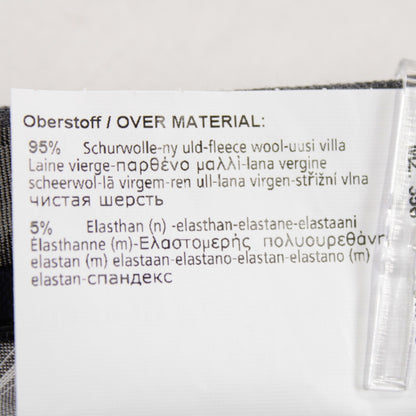 Oberstoff / OVER MATERIAL:
95% Schurwolle-ny uld-fleece wool-uusi villa
Laine vierge-παρθένο μαλλί-lana vergine
scheerwol-lã virgem-ren ull-lana virgen-střižní vlna
чистая шерсть
5% Elasthan (n) -elasthan-elastane-elastaani
Élasthanne (m)-Ελαστομερής πολυουρεθάνη
elastan (m) elastaan-elastano-elastan-elastano (m)
elastan-спандекс